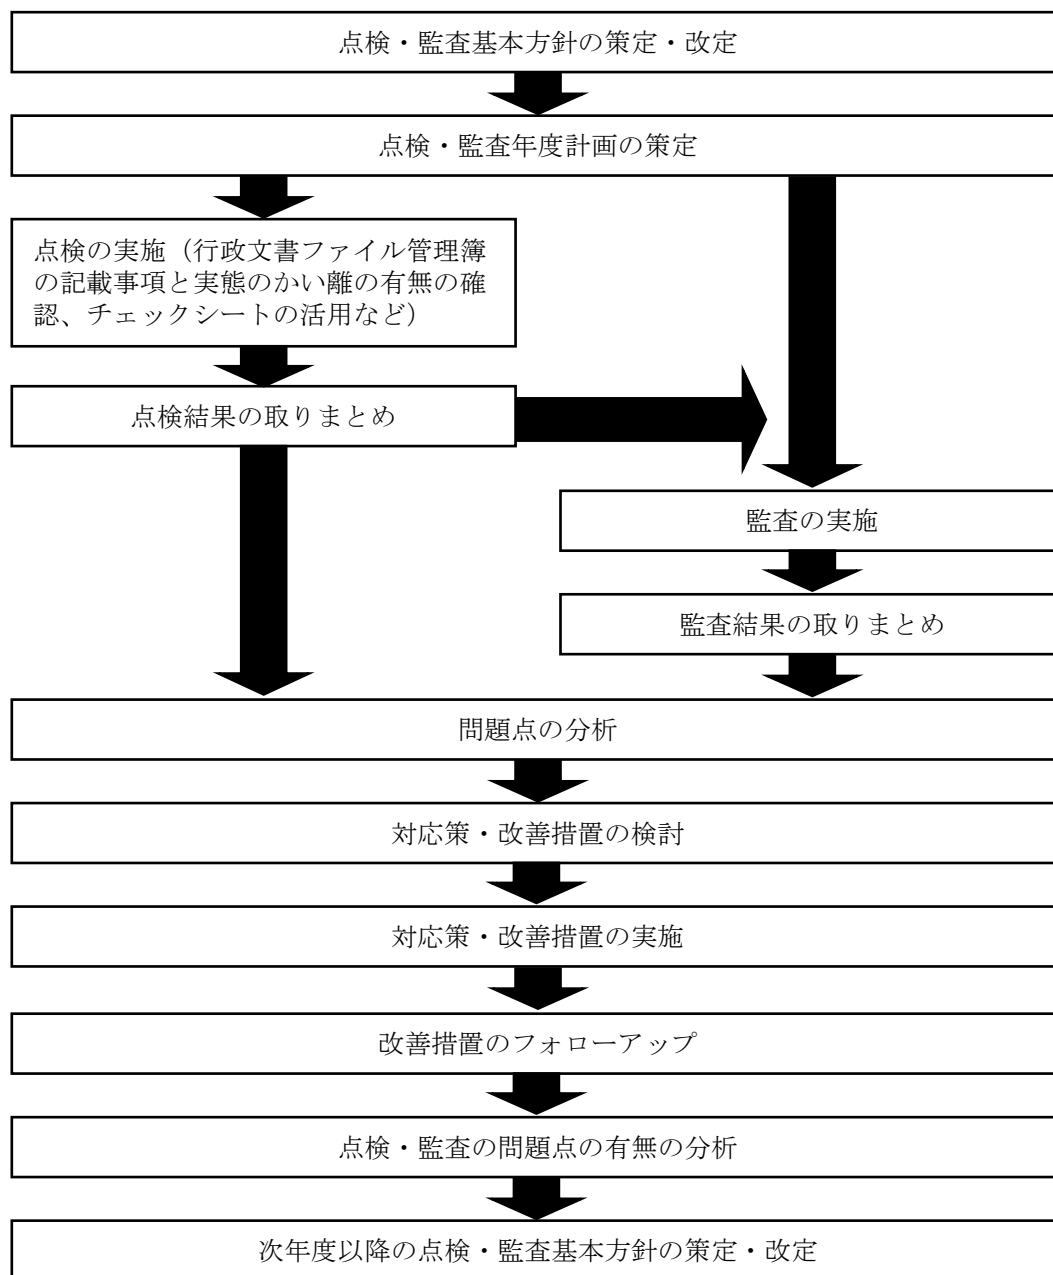 点検・監査基本方針の策定・改定
点検・監査年度計画の策定
点検の実施（行政文書ファイル管理簿
の記載事項と実態のかい離の有無の確
認、チェックシートの活用など）
点検結果の取りまとめ
監査の実施
監査結果の取りまとめ
問題点の分析
対応策・改善措置の検討
対応策・改善措置の実施
改善措置のフォローアップ
点検・監査の問題点の有無の分析
次年度以降の点検・監査基本方針の策定・改定